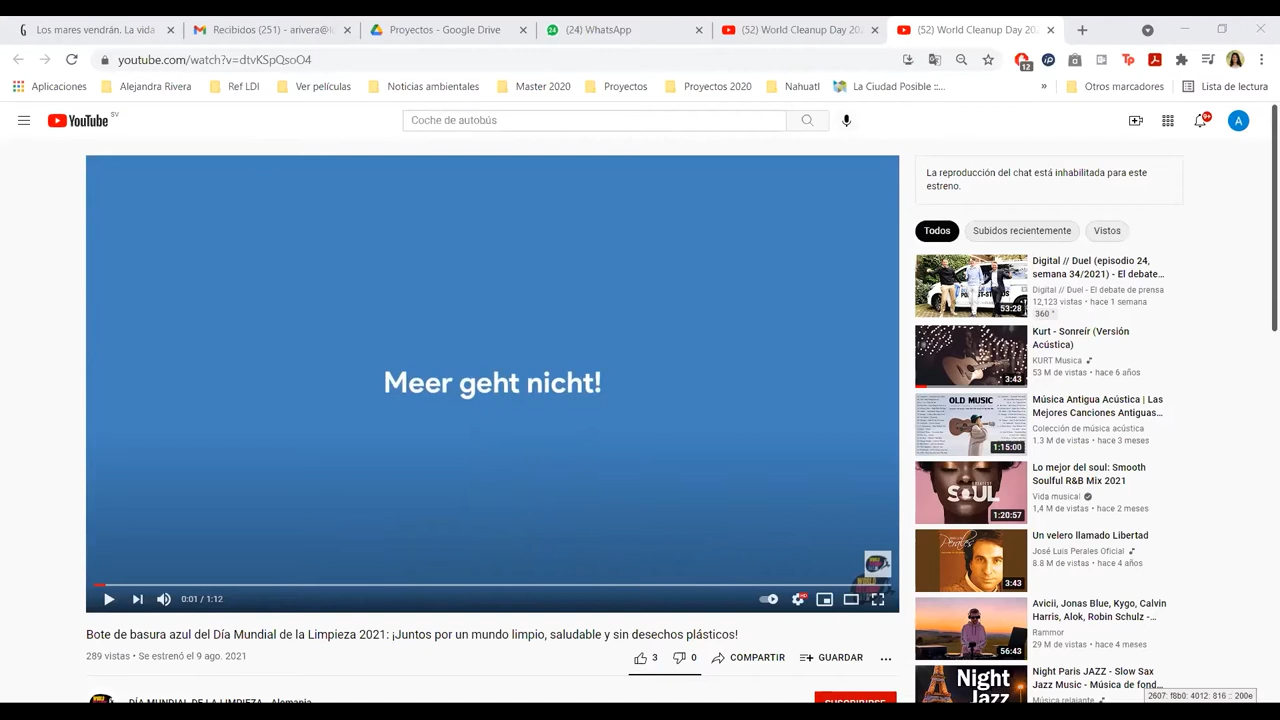 Los mares vendrán. La vida
Recibidos (251) - arivera@
Proyectos - Google Drive
24
(24) WhatsApp
(52) World Cleanup Day 202
(52) World Cleanup Day 202
youtube.com/watch?v=dtvKSpQsoO4
12
Aplicaciones
Alejandra Rivera
Ref LDI
Ver películas
Noticias ambientales
Master 2020
Proyectos
Proyectos 2020
Nahuatl
La Ciudad Posible ::...
»
Otros marcadores
Lista de lectura
YouTube SV
Coche de autobús
9+
A
Meer geht nicht!
0:01 / 1:12
HD
Bote de basura azul del Día Mundial de la Limpieza 2021: ¡Juntos por un mundo limpio, saludable y sin desechos plásticos!
289 vistas • Se estrenó el 9 ago.
3
0
COMPARTIR
GUARDAR
La reproducción del chat está inhabilitada para este
estreno.
Todos
Subidos recientemente
Vistos
53:28
Digital // Duel (episodio 24,
semana 34/2021) - El debate...
Digital // Duel - El debate de prensa
12,123 vistas • hace 1 semana
360 °
3:43
Kurt - Sonreír (Versión
Acústica)
KURT Musica
53 M de vistas • hace 6 años
OLD MUSIC
1:15:00
Música Antigua Acústica | Las
Mejores Canciones Antiguas...
Colección de música acústica
1.3 M de vistas • hace 3 meses
SOUL
1:20:57
Lo mejor del soul: Smooth
Soulful R&B Mix 2021
Vida musical
1,4 M de vistas • hace 2 meses
Perales
3:43
Un velero llamado Libertad
José Luis Perales Oficial
8.8 M de vistas • hace 4 años
56:43
Avicii, Jonas Blue, Kygo, Calvin
Harris, Alok, Robin Schulz -...
Rammor
29 M de vistas • hace 4 meses
Night
Jazz
Night Paris JAZZ - Slow Sax
Jazz Music - Música de fond...
Música relajante
2607: f8b0: 4012: 816 :: 200e